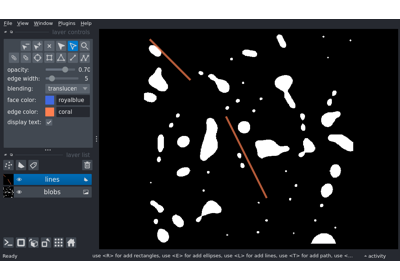 File View Window Plugins Help
layer controls
opacity: 0.70
edge width: 5
blending: translucen
face color: royalblue
edge color: coral
display text:
layer list
lines
blobs
Ready use <R> for add rectangles, use <E> for add ellipses, use <L> for add lines, use <T> for add path, use <... activity